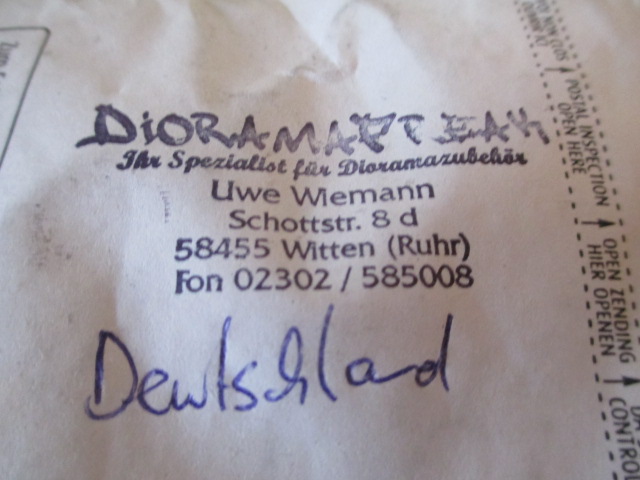 Ihr Spezialist für Dioramazubehör
Uwe Wiemann
Schottstr. 8 d
58455 Witten (Ruhr)
Fon 02302 / 585008
Deutschland
POSTAL INSPECTION
OPEN HERE
OPEN ZENDING
HIER OPENEN
CONTROL